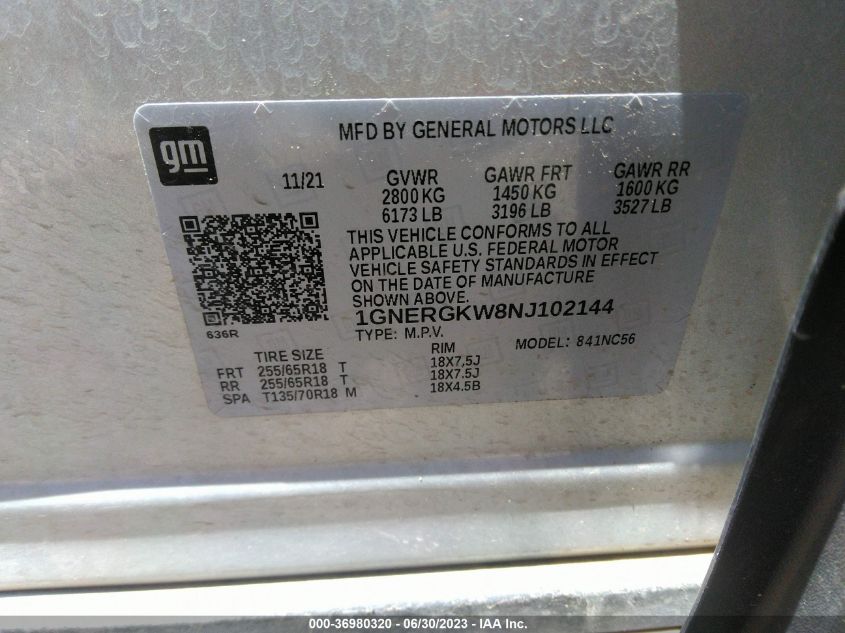 MFD BY GENERAL MOTORS LLC
gm
11/21 GVWR GAWR FRT GAWR RR
2800 KG 1450 KG 1600 KG
6173 LB 3196 LB 3527 LB
THIS VEHICLE CONFORMS TO ALL
APPLICABLE U.S. FEDERAL MOTOR
VEHICLE SAFETY STANDARDS IN EFFECT
ON THE DATE OF MANUFACTURE
SHOWN ABOVE.
1GNERGKW8NJ102144
636R
TYPE: M.P.V. MODEL: 841NC56
TIRE SIZE RIM
FRT 255/65R18 T 18X7.5J
RR 255/65R18 T 18X7.5J
SPA T135/70R18 M 18X4.5B
000-36980320 - 06/30/2023 - ©IAA Inc.